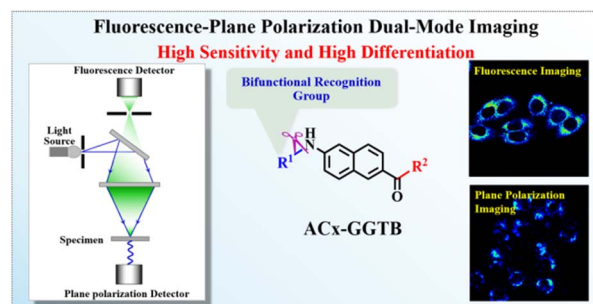 Fluorescence-Plane Polarization Dual-Mode Imaging
High Sensitivity and High Differentiation
Fluorescence Detector
Light
Source
Specimen
Plane polarization Detector
Bifunctional Recognition
Group
H
N
R¹
R²
O
ACx-GGTB
Fluorescence Imaging
Plane Polarization
Imaging